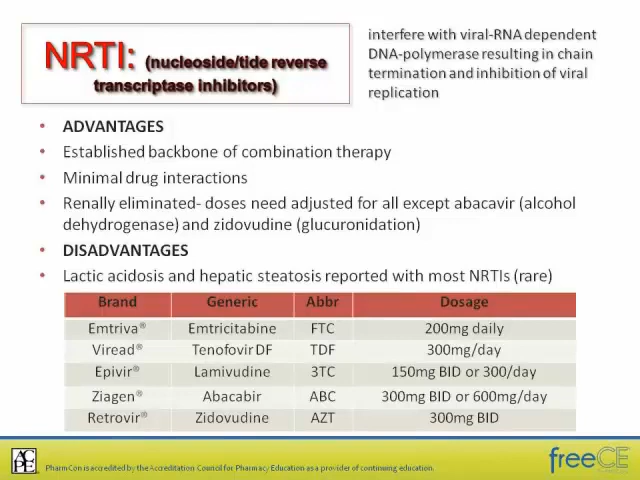 NRTI: (nucleoside/tide reverse
transcriptase inhibitors)
interfere with viral-RNA dependent
DNA-polymerase resulting in chain
termination and inhibition of viral
replication
• ADVANTAGES
• Established backbone of combination therapy
• Minimal drug interactions
• Renally eliminated- doses need adjusted for all except abacavir (alcohol
dehydrogenase) and zidovudine (glucuronidation)
• DISADVANTAGES
• Lactic acidosis and hepatic steatosis reported with most NRTIs (rare)
Brand Generic Abbr Dosage
Emtriva® Emtricitabine FTC 200mg daily
Viread® Tenofovir DF TDF 300mg/day
Epivir® Lamivudine 3TC 150mg BID or 300/day
Ziagen® Abacabir ABC 300mg BID or 600mg/day
Retrovir® Zidovudine AZT 300mg BID
ACPE PharmCon is accredited by the Accreditation Council for Pharmacy Education as a provider of continuing education.
freeCE